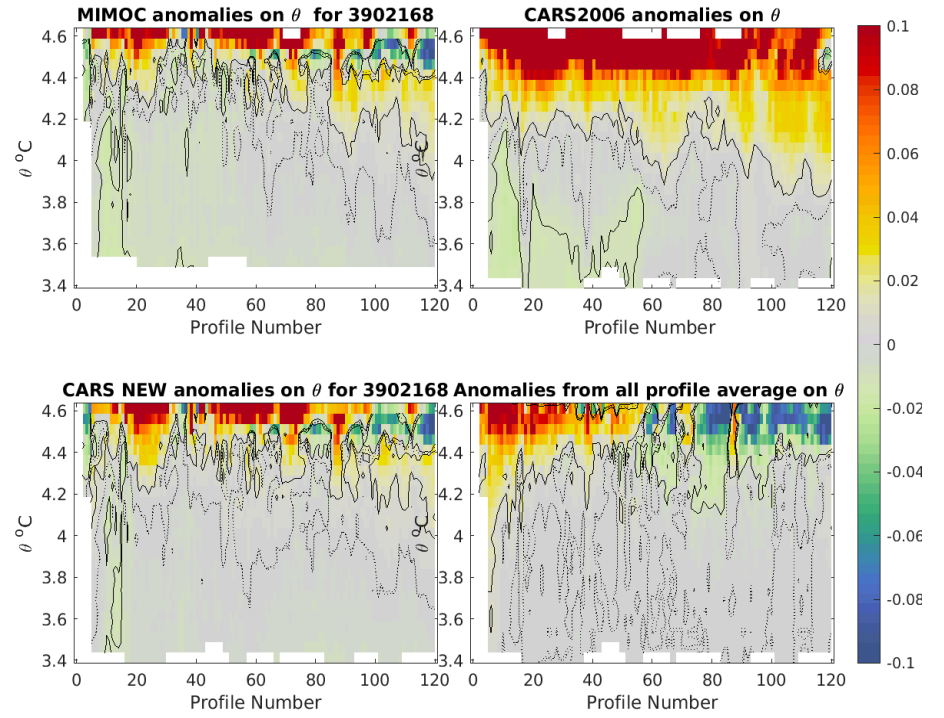 MIMOC anomalies on θ for 3902168
4.6
4.4
4.2
4
3.8
3.6
3.4
θ °C
0 20 40 60 80 100 120
Profile Number
CARS2006 anomalies on θ
4.6
4.4
4.2
4
3.8
3.6
3.4
θ °C
0 20 40 60 80 100 120
Profile Number
0.1
0.08
0.06
0.04
0.02
0
-0.02
-0.04
-0.06
-0.08
-0.1
CARS NEW anomalies on θ for 3902168
4.6
4.4
4.2
4
3.8
3.6
3.4
θ °C
0 20 40 60 80 100 120
Profile Number
Anomalies from all profile average on θ
4.6
4.4
4.2
4
3.8
3.6
3.4
θ °C
0 20 40 60 80 100 120
Profile Number